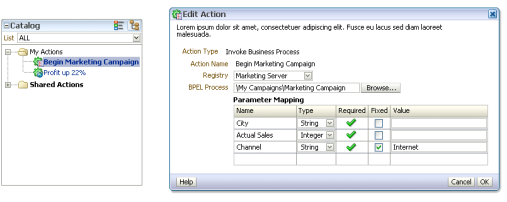 Catalog
List ALL
My Actions
Begin Marketing Campaign
Profit up 22%
Shared Actions
Edit Action
Lorem ipsum dolor sit amet, consectetuer adipiscing elit. Fusce eu lacus sed diam laoreet
malesuada.
Action Type Invoke Business Process
Action Name Begin Marketing Campaign
Registry Marketing Server
BPEL Process \My Campaigns\Marketing Campaign Browse...
Parameter Mapping
Name Type Required Fixed Value
City String
Actual Sales Integer
Channel String Internet
Help Cancel OK